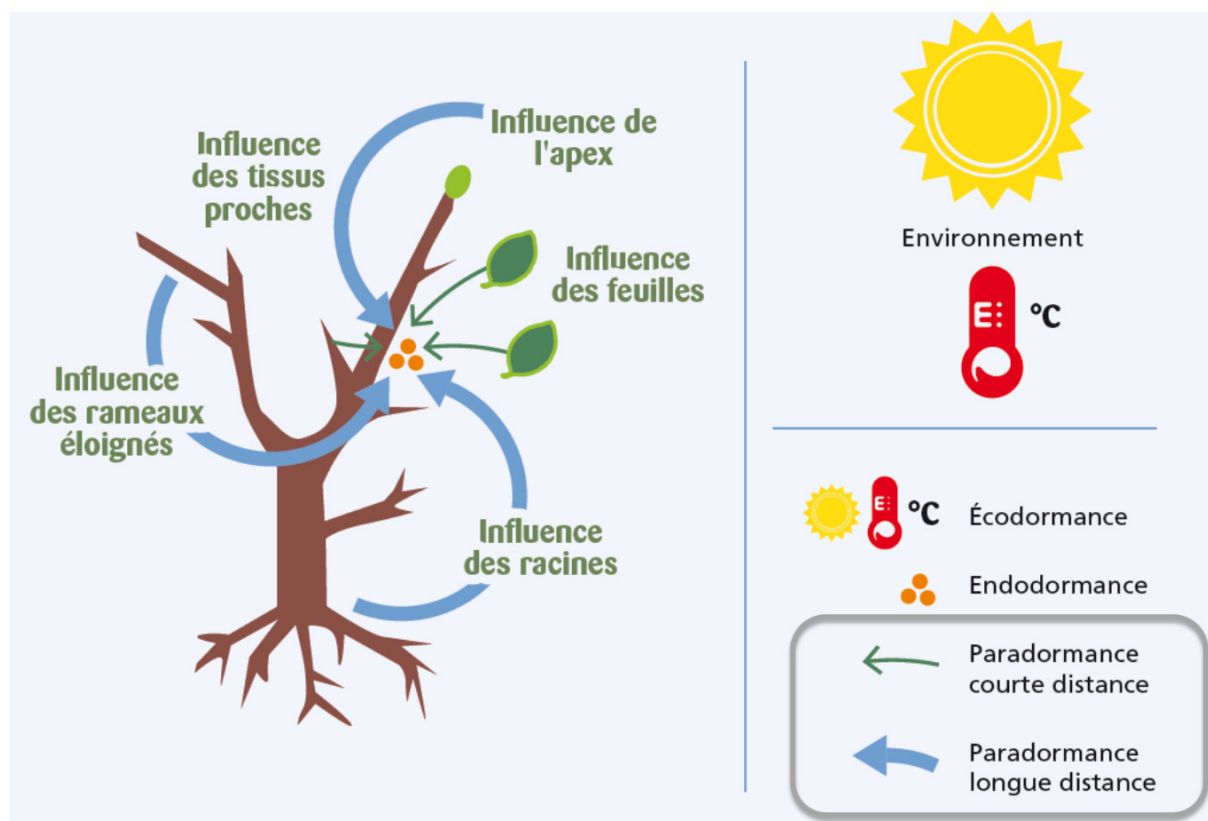 Influence de
l'apex
Influence
des tissus
proches
Influence
des feuilles
Influence
des rameaux
éloignés
Influence
des racines
Environnement
E:
°C
E:
°C
Écodormance
Endodormance
Paradormance
courte distance
Paradormance
longue distance